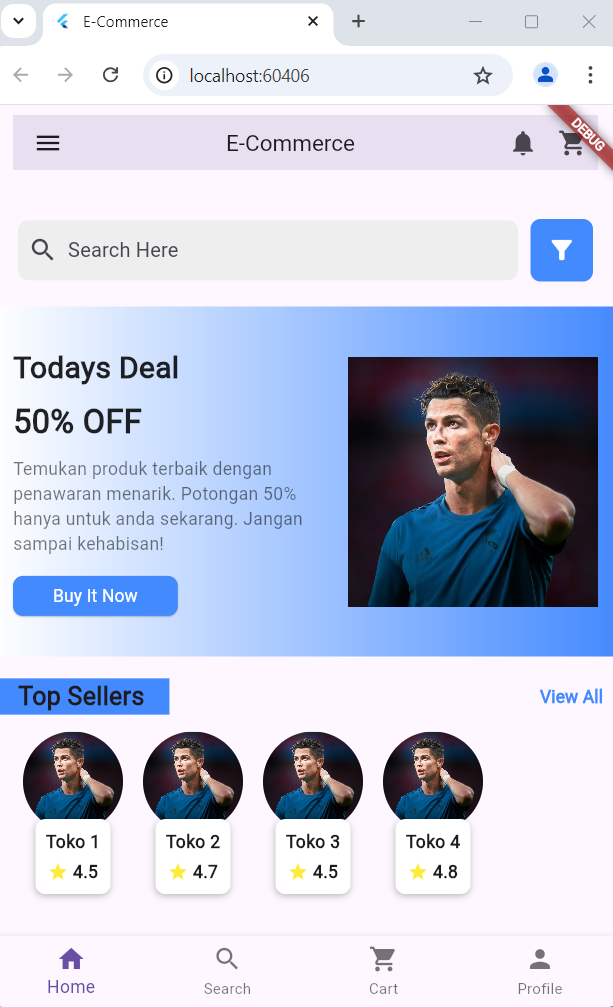 E-Commerce
localhost:60406
E-Commerce
DEBUG
Search Here
Todays Deal
50% OFF
Temukan produk terbaik dengan
penawaran menarik. Potongan 50%
hanya untuk anda sekarang. Jangan
sampai kehabisan!
Buy It Now
Top Sellers
View All
Toko 1
Toko 2
Toko 3
Toko 4
4.5
4.7
4.5
4.8
Home
Search
Cart
Profile